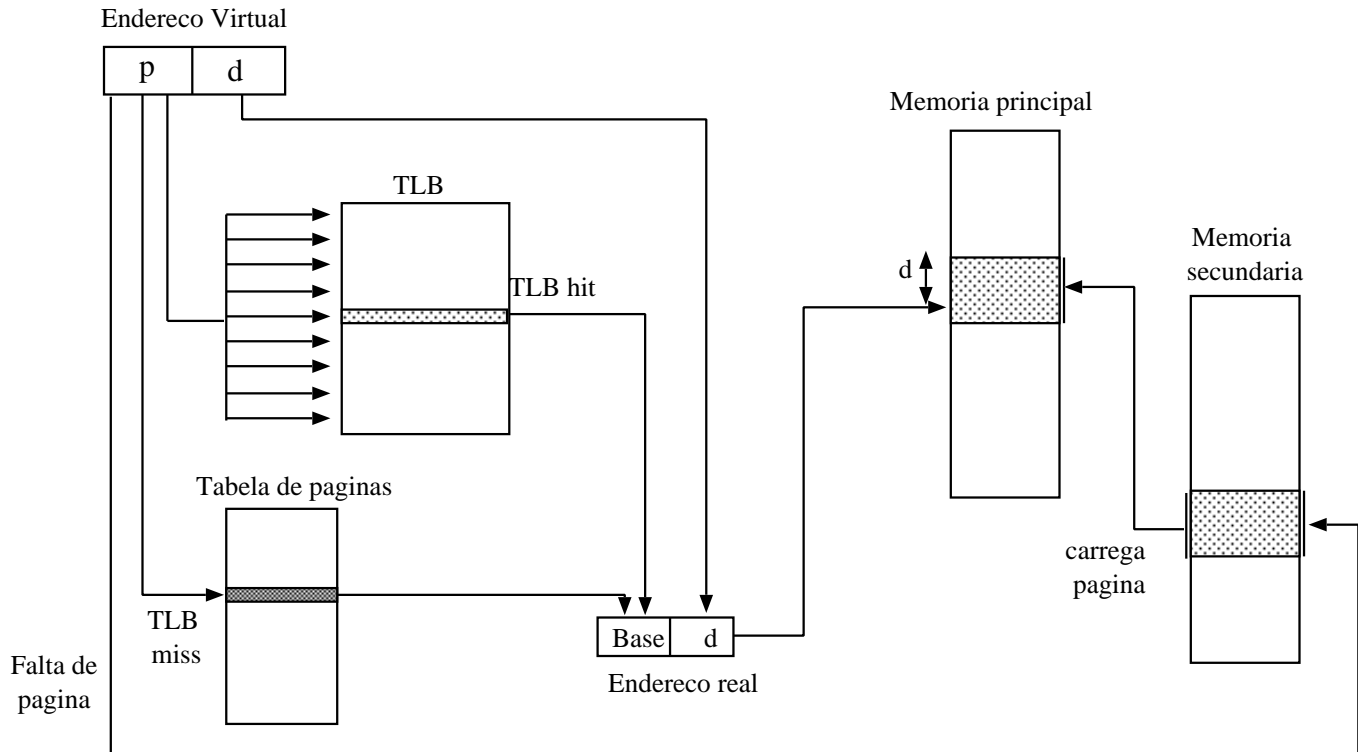 Endereco Virtual
p
d
Memoria principal
TLB
d
Memoria
secundaria
TLB hit
Tabela de paginas
carrega
pagina
TLB
miss
Base
d
Falta de
pagina
Endereco real